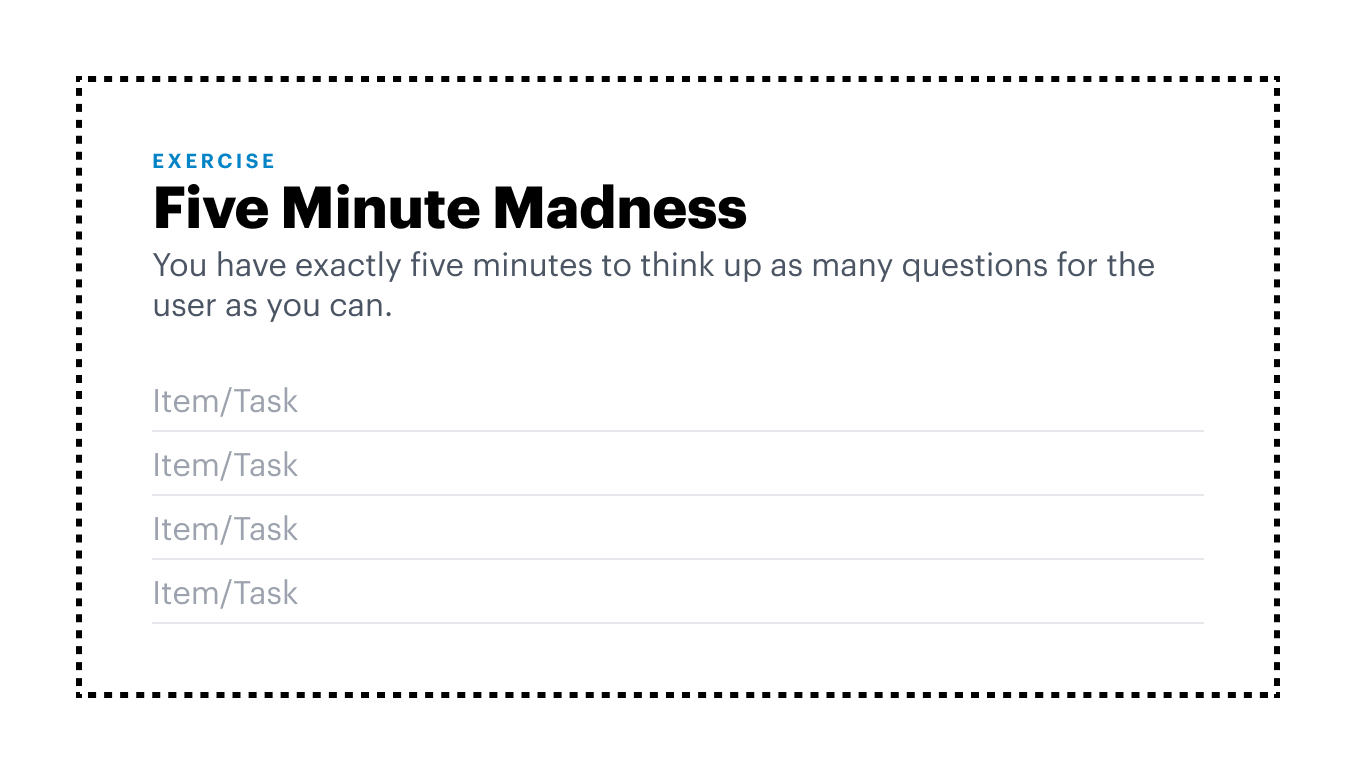 EXERCISE
Five Minute Madness
You have exactly five minutes to think up as many questions for the
user as you can.
Item/Task
Item/Task
Item/Task
Item/Task